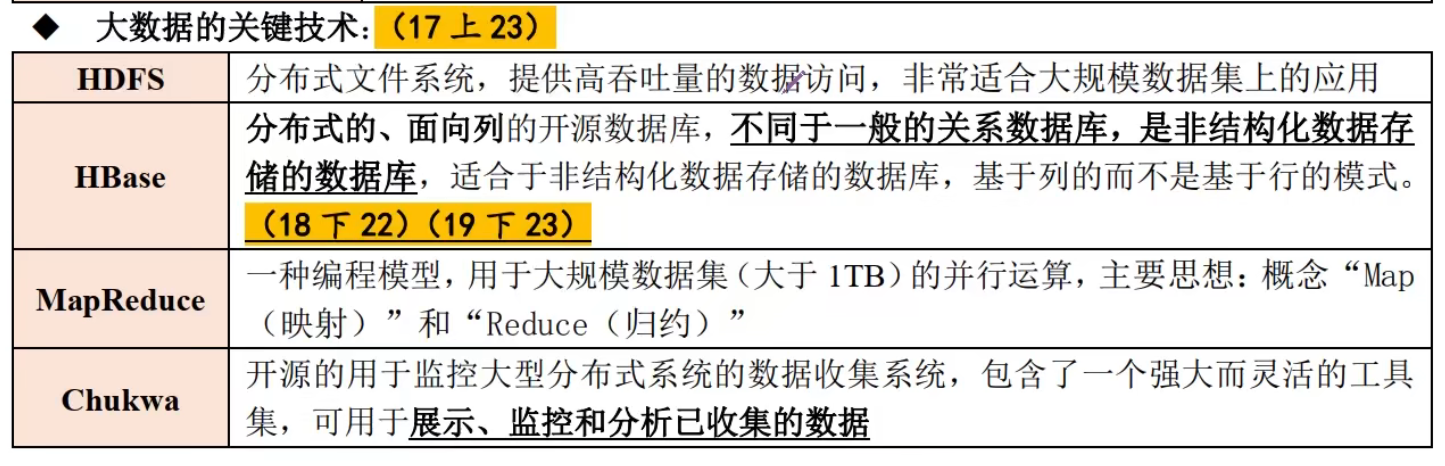 ◆ 大数据的关键技术:（17 上 23）
HDFS
分布式文件系统，提供高吞吐量的数据访问，非常适合大规模数据集上的应用
HBase
分布式的、面向列的开源数据库，不同于一般的关系数据库，是非结构化数据存
储的数据库，适合于非结构化数据存储的数据库，基于列的而不是基于行的模式。
（18 下 22）（19 下 23）
MapReduce
一种编程模型，用于大规模数据集（大于 1TB）的并行运算，主要思想：概念“Map
（映射）”和“Reduce（归约）”
Chukwa
开源的用于监控大型分布式系统的数据收集系统，包含了一个强大而灵活的工具
集，可用于展示、监控和分析已收集的数据